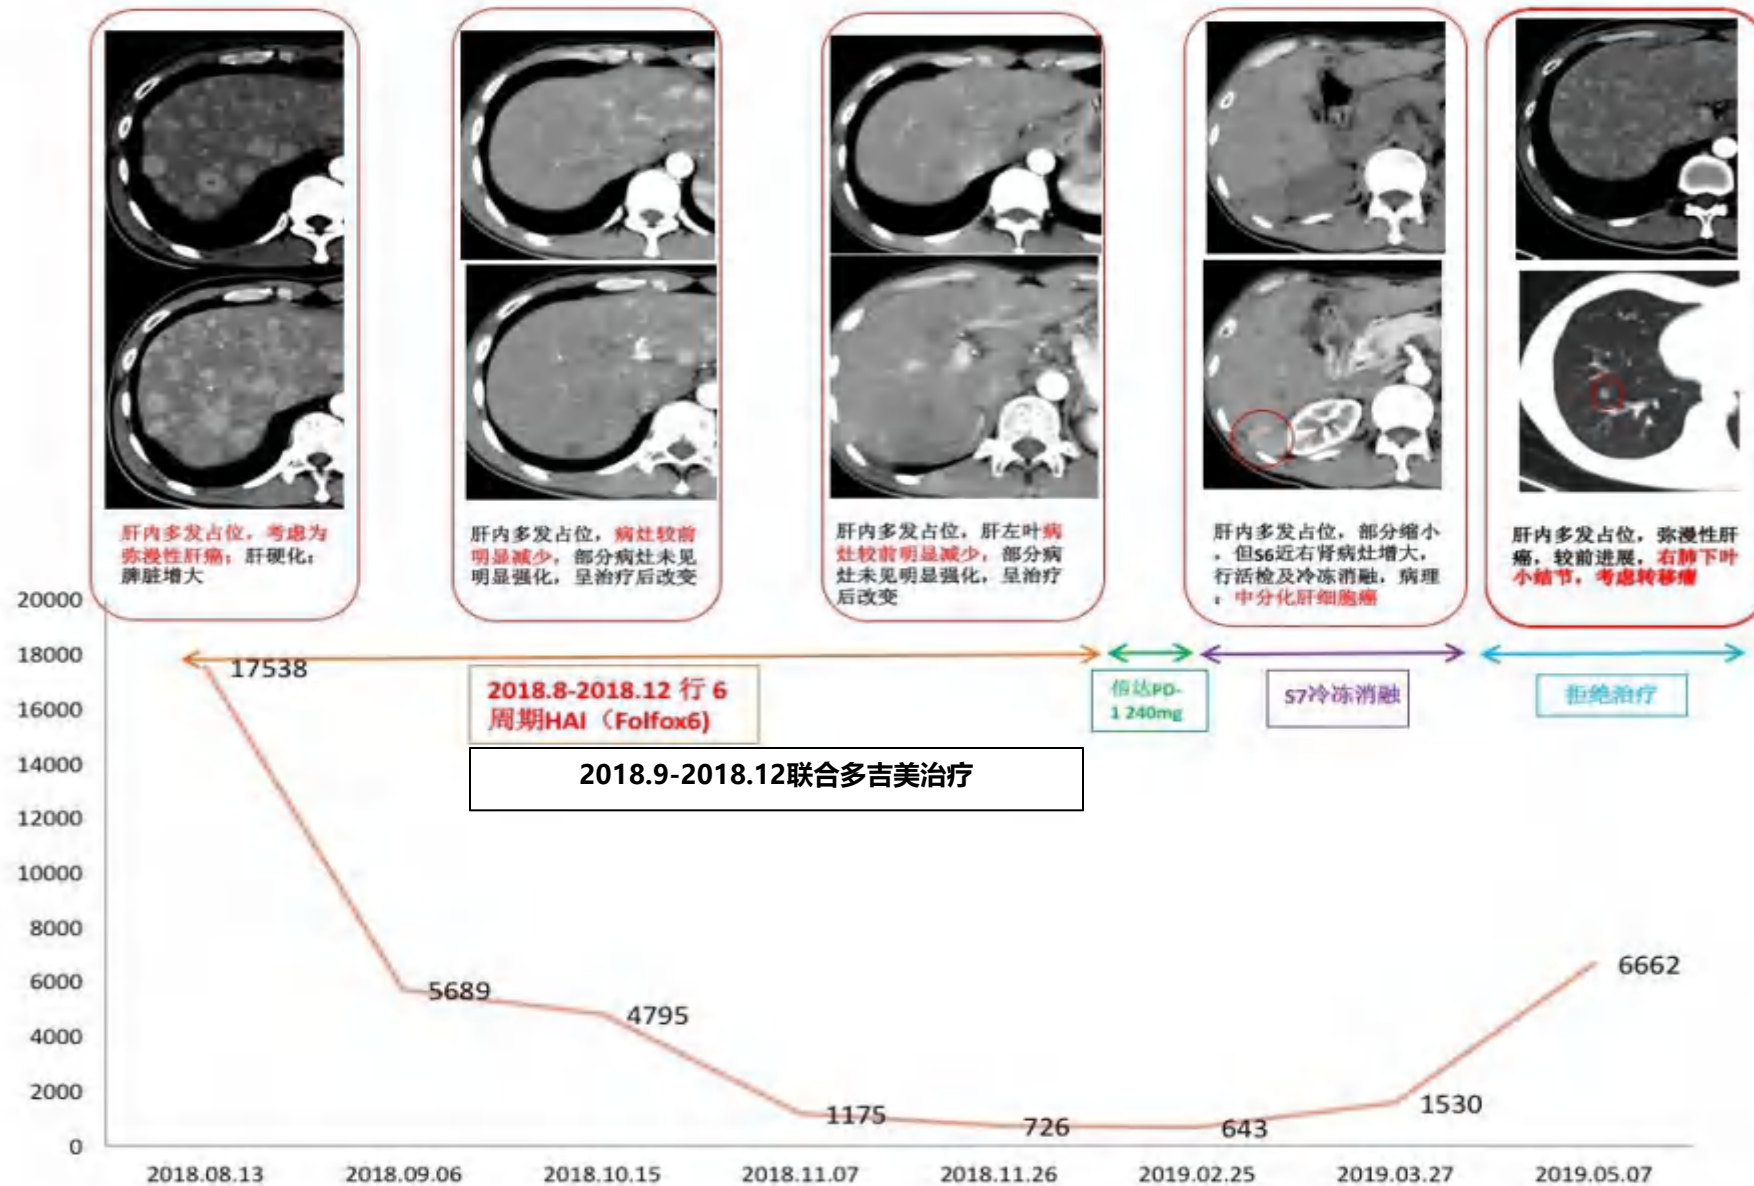 肝内多发占位，考虑为
弥漫性肝癌；肝硬化；
脾脏增大
肝内多发占位，病灶较前
明显减少，部分病灶未见
明显强化，呈治疗后改变
肝内多发占位，肝左叶病
灶较前明显减少，部分病
灶未见明显强化，呈治疗
后改变
肝内多发占位，部分缩小
，但S6近右肾病灶增大，
行活检及冷冻消融，病理
：中分化肝细胞癌
肝内多发占位，弥漫性肝
癌，较前进展，右肺下叶
小结节，考虑转移瘤
2018.8-2018.12 行 6
周期HAI（Folfox6)
2018.9-2018.12联合多吉美治疗
信达PD-
1 240mg
S7冷冻消融
拒绝治疗
20000
18000
16000
14000
12000
10000
8000
6000
4000
2000
0
17538
5689
4795
1175
726
643
1530
6662
2018.08.13
2018.09.06
2018.10.15
2018.11.07
2018.11.26
2019.02.25
2019.03.27
2019.05.07